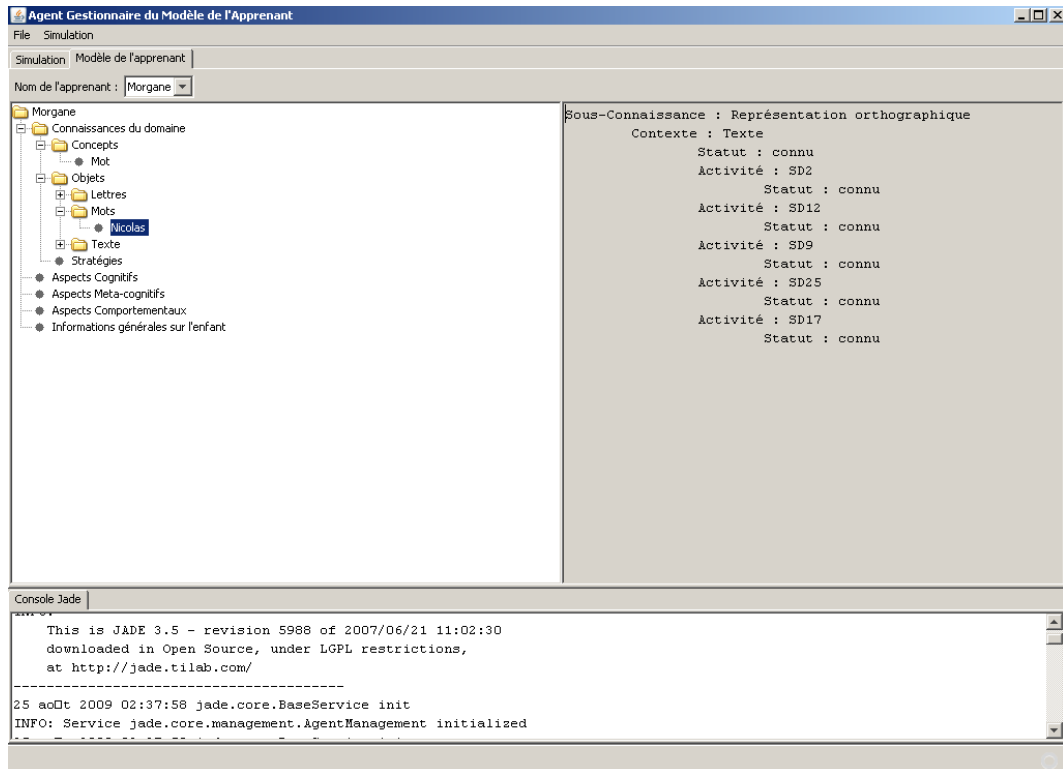 Agent Gestionnaire du Modèle de l'Apprenant
File Simulation
Simulation Modèle de l'apprenant
Nom de l'apprenant : Morgane
Morgane
Connaissances du domaine
Concepts
Mot
Objets
Lettres
Mots
Nicolas
Texte
Stratégies
Aspects Cognitifs
Aspects Meta-cognitifs
Aspects Comportementaux
Informations générales sur l'enfant
Sous-Connaissance : Représentation orthographique
Contexte : Texte
Statut : connu
Activité : SD2
Statut : connu
Activité : SD12
Statut : connu
Activité : SD9
Statut : connu
Activité : SD25
Statut : connu
Activité : SD17
Statut : connu
Console Jade
INFO:
This is JADE 3.5 - revision 5988 of 2007/06/21 11:02:30
downloaded in Open Source, under LGPL restrictions,
at http://jade.tilab.com/
----------------------------------------
25 ao□t 2009 02:37:58 jade.core.BaseService init
INFO: Service jade.core.management.AgentManagement initialized